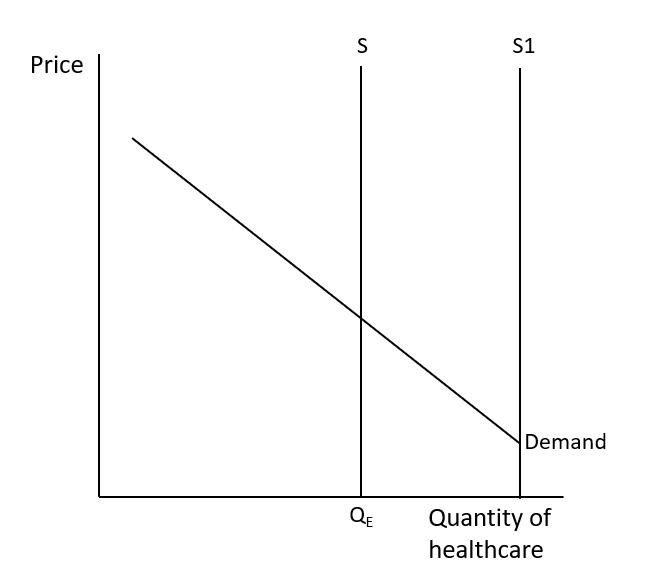 S
S1
Price
Demand
QE
Quantity of
healthcare